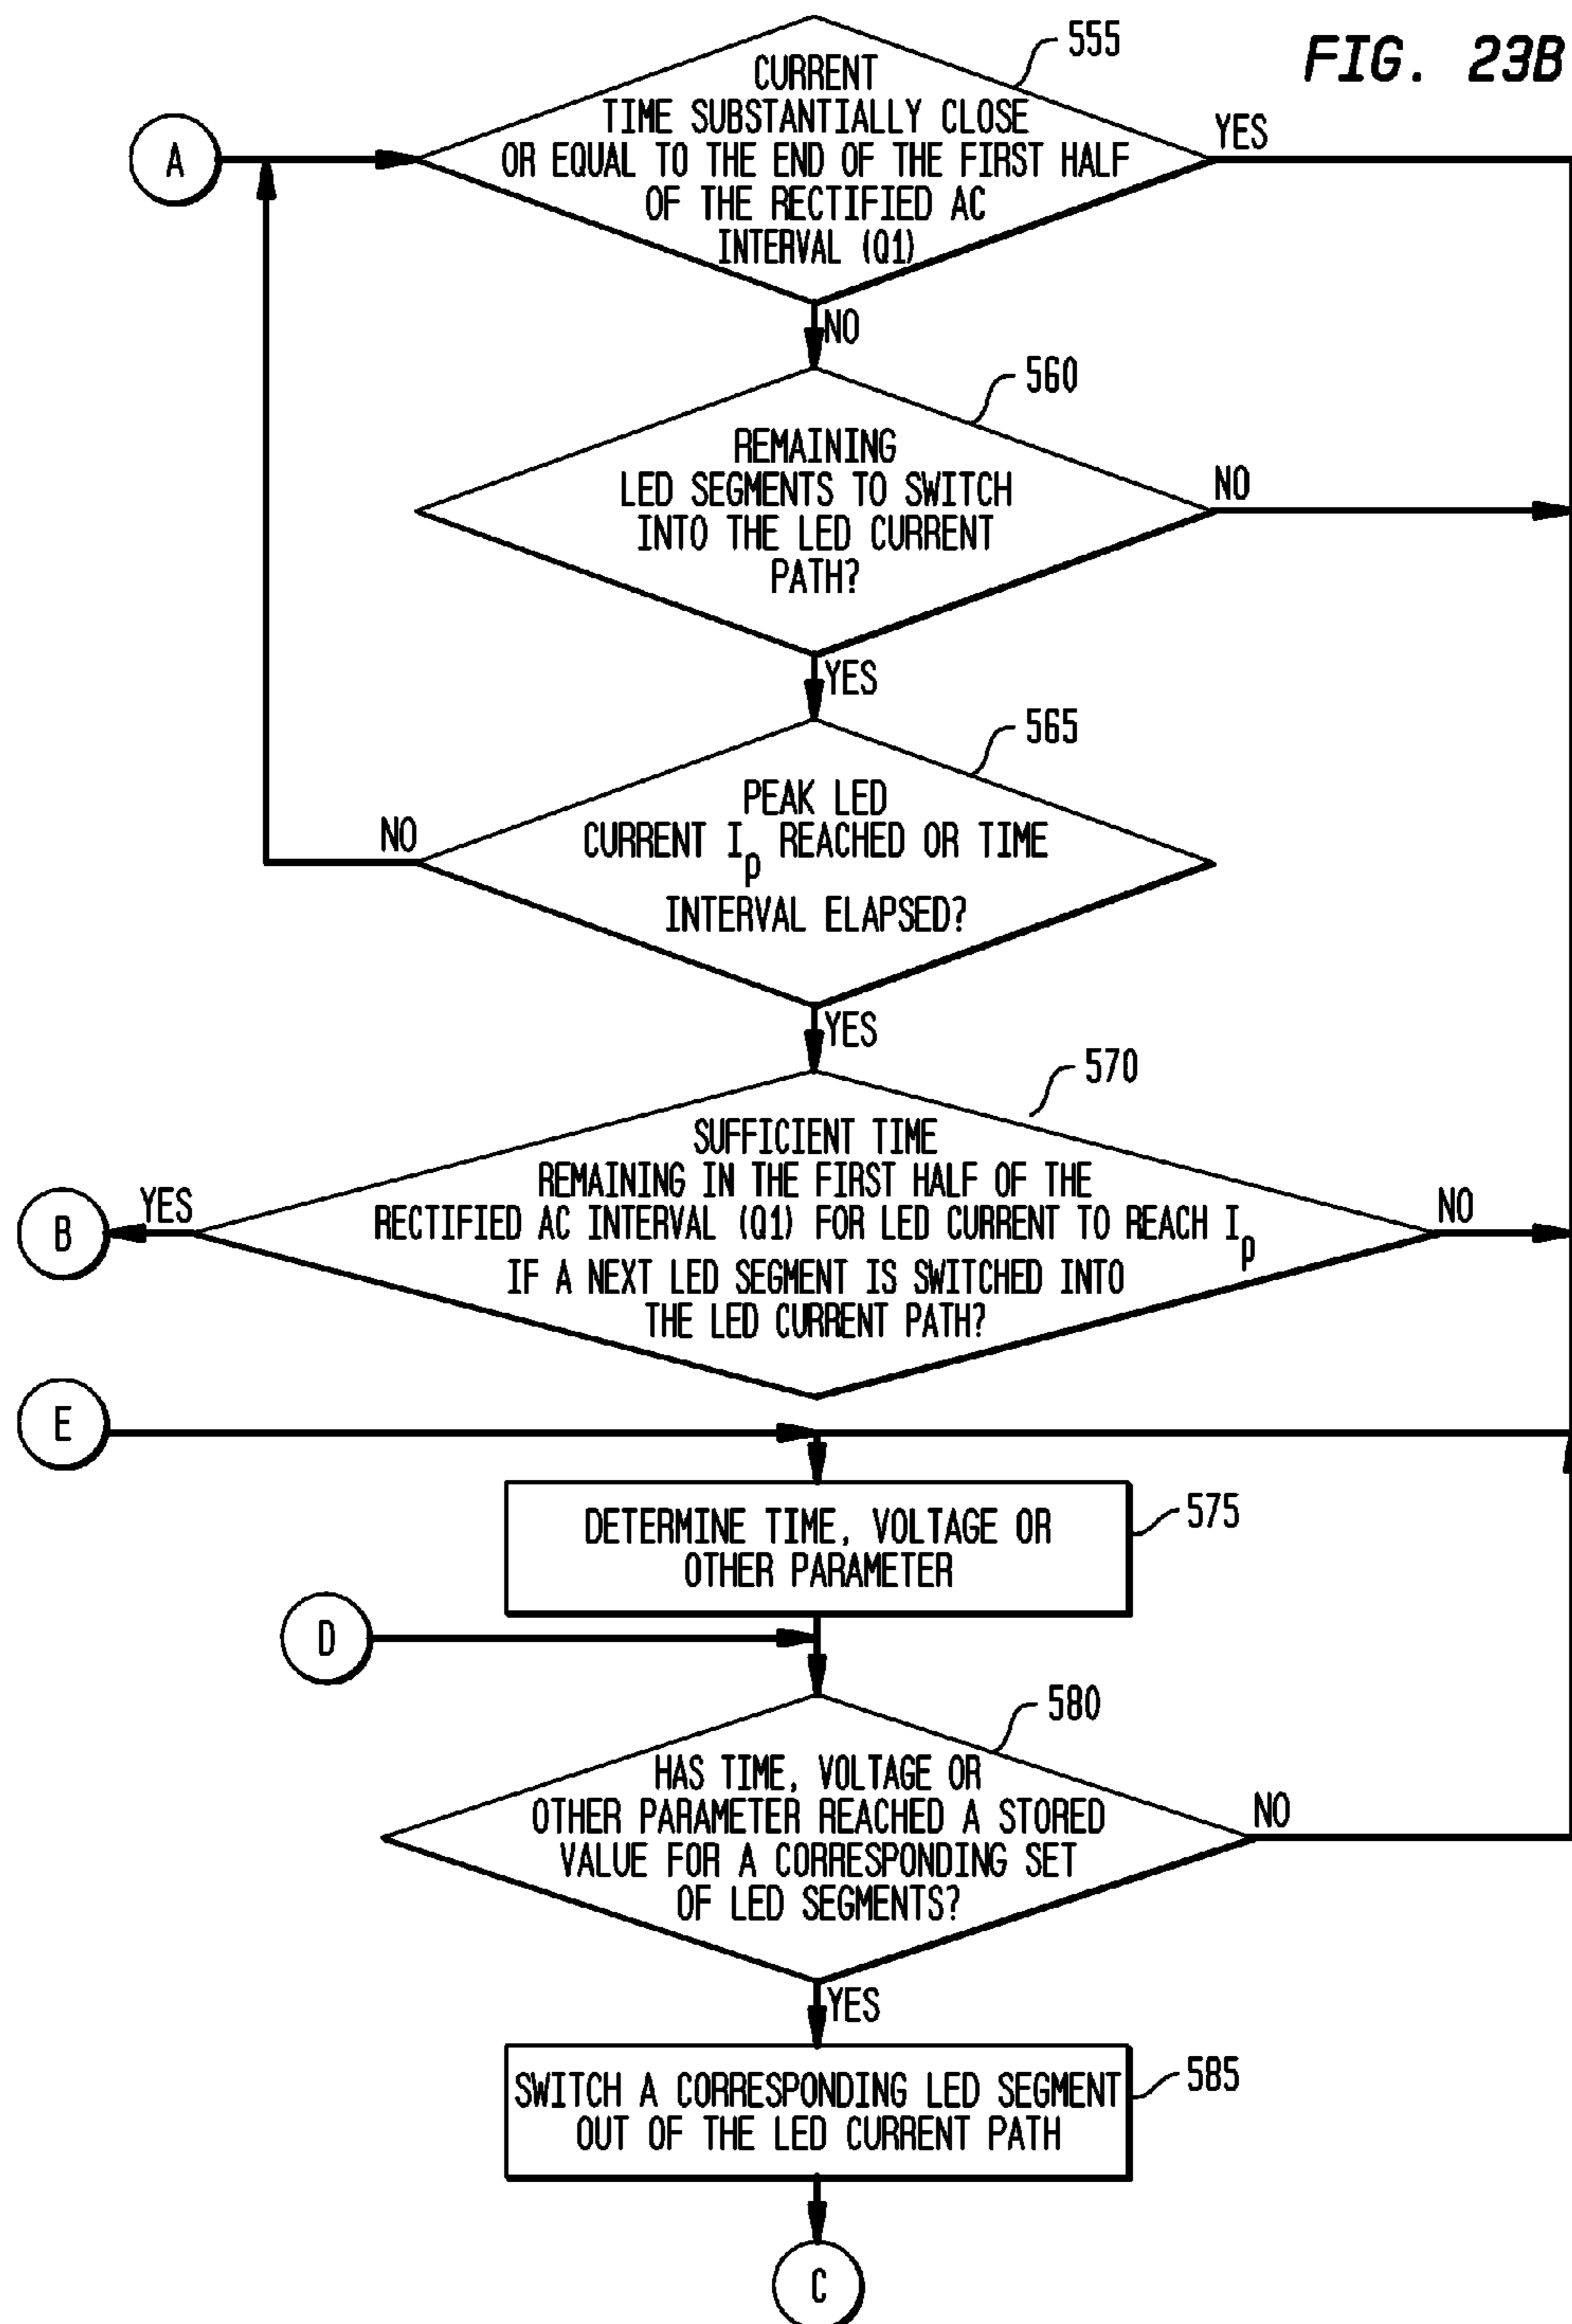 FIG. 23B
555
A
CURRENT
TIME SUBSTANTIALLY CLOSE
OR EQUAL TO THE END OF THE FIRST HALF
OF THE RECTIFIED AC
INTERVAL (Q1)
YES
NO
560
REMAINING
LED SEGMENTS TO SWITCH
INTO THE LED CURRENT
PATH?
NO
YES
565
PEAK LED
CURRENT Ip REACHED OR TIME
INTERVAL ELAPSED?
NO
YES
570
SUFFICIENT TIME
REMAINING IN THE FIRST HALF OF THE
RECTIFIED AC INTERVAL (Q1) FOR LED CURRENT TO REACH Ip
IF A NEXT LED SEGMENT IS SWITCHED INTO
THE LED CURRENT PATH?
YES
B
NO
E
DETERMINE TIME, VOLTAGE OR
OTHER PARAMETER
575
D
580
HAS TIME, VOLTAGE OR
OTHER PARAMETER REACHED A STORED
VALUE FOR A CORRESPONDING SET
OF LED SEGMENTS?
NO
YES
SWITCH A CORRESPONDING LED SEGMENT
OUT OF THE LED CURRENT PATH
585
C